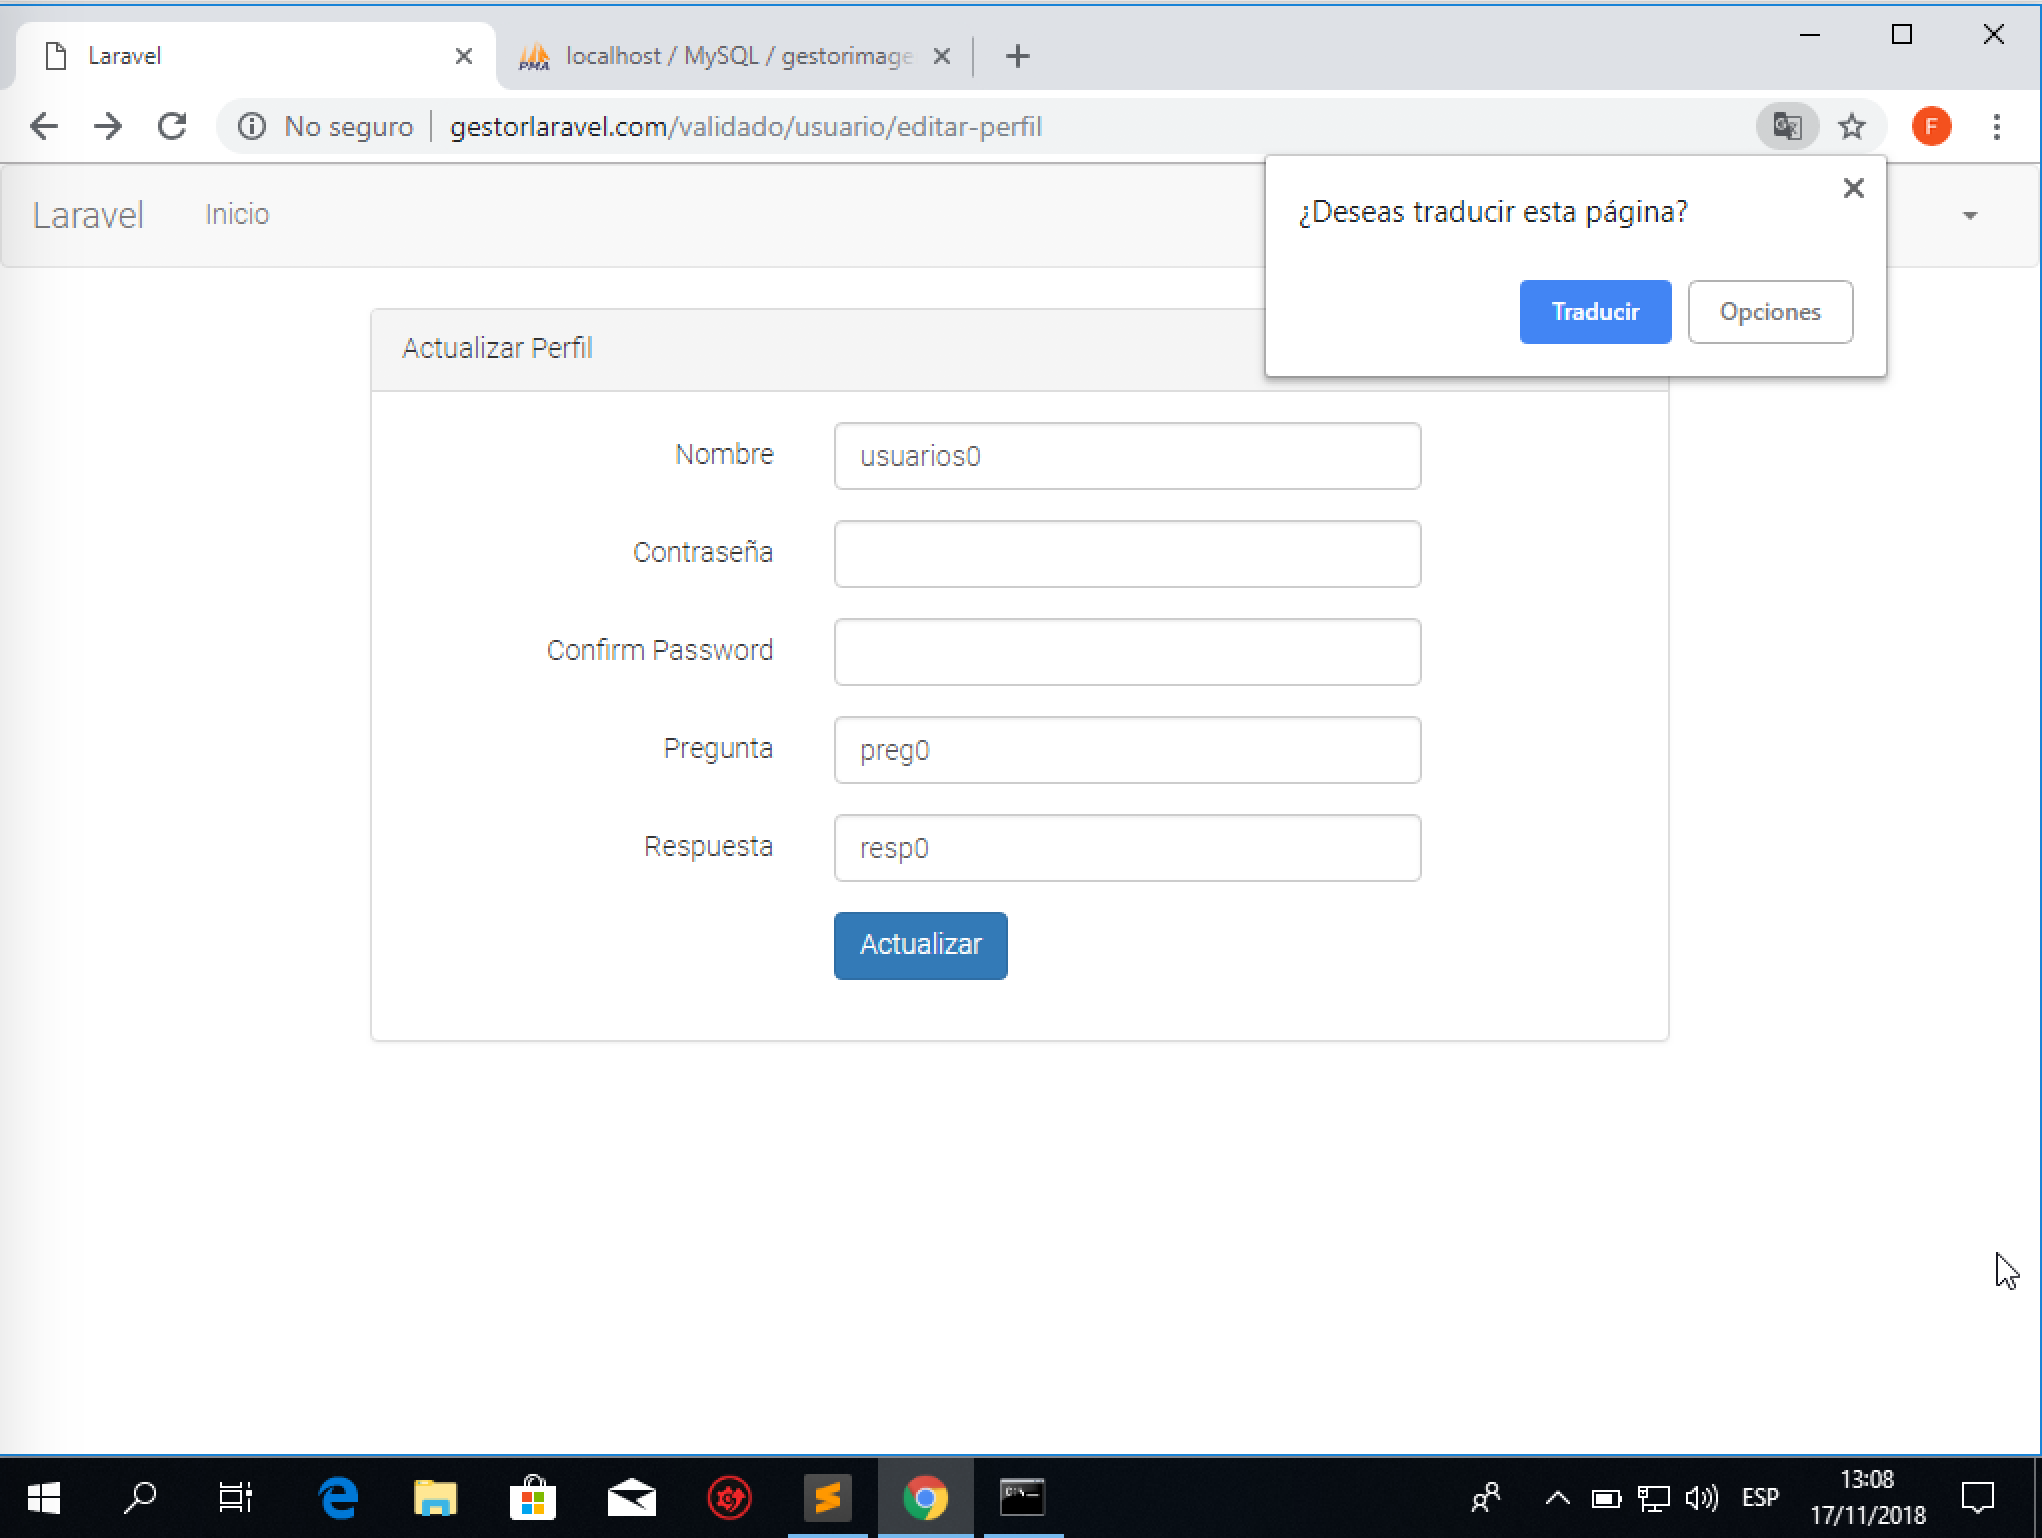 Laravel
localhost / MySQL / gestorimage
No seguro
gestorlaravel.com/validado/usuario/editar-perfil
F
Laravel
Inicio
¿Deseas traducir esta página?
Traducir
Opciones
Actualizar Perfil
Nombre
usuarios0
Contraseña
Confirm Password
Pregunta
preg0
Respuesta
resp0
Actualizar
ESP
13:08
17/11/2018